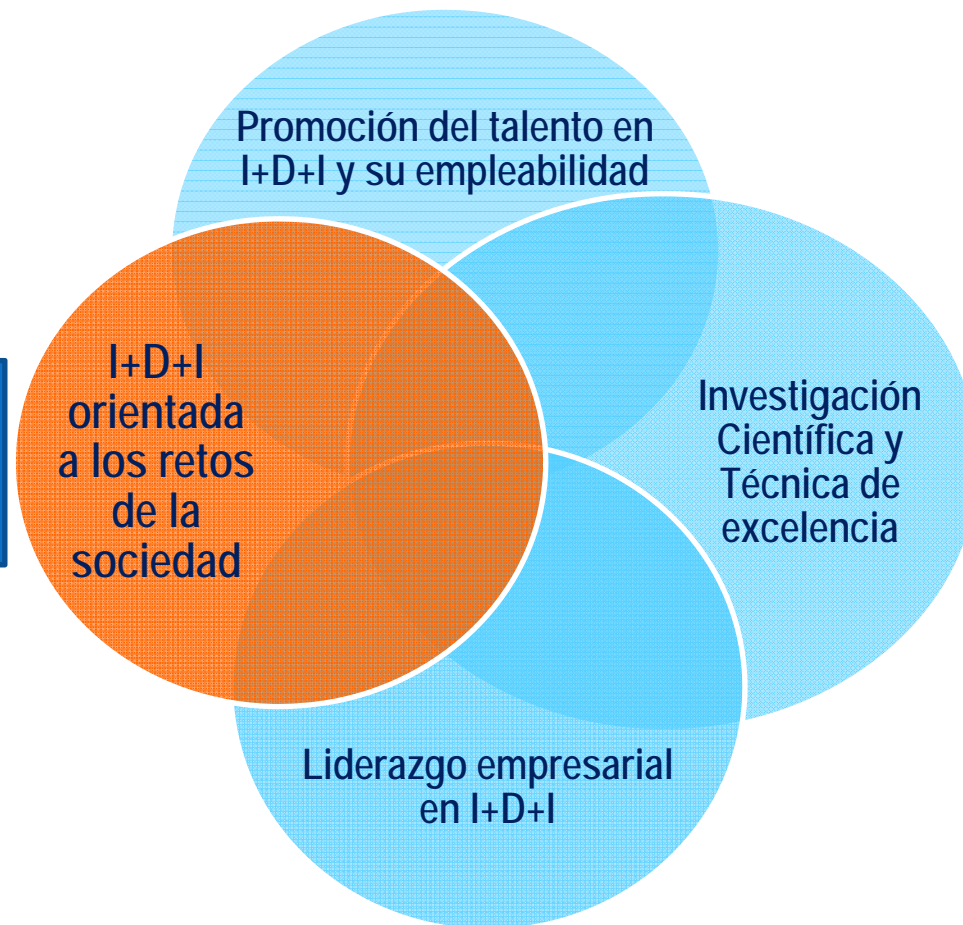 Promoción del talento en
I+D+I y su empleabilidad
I+D+I
orientada
a los retos
de la
sociedad
Investigación
Científica y
Técnica de
excelencia
Liderazgo empresarial
en I+D+I